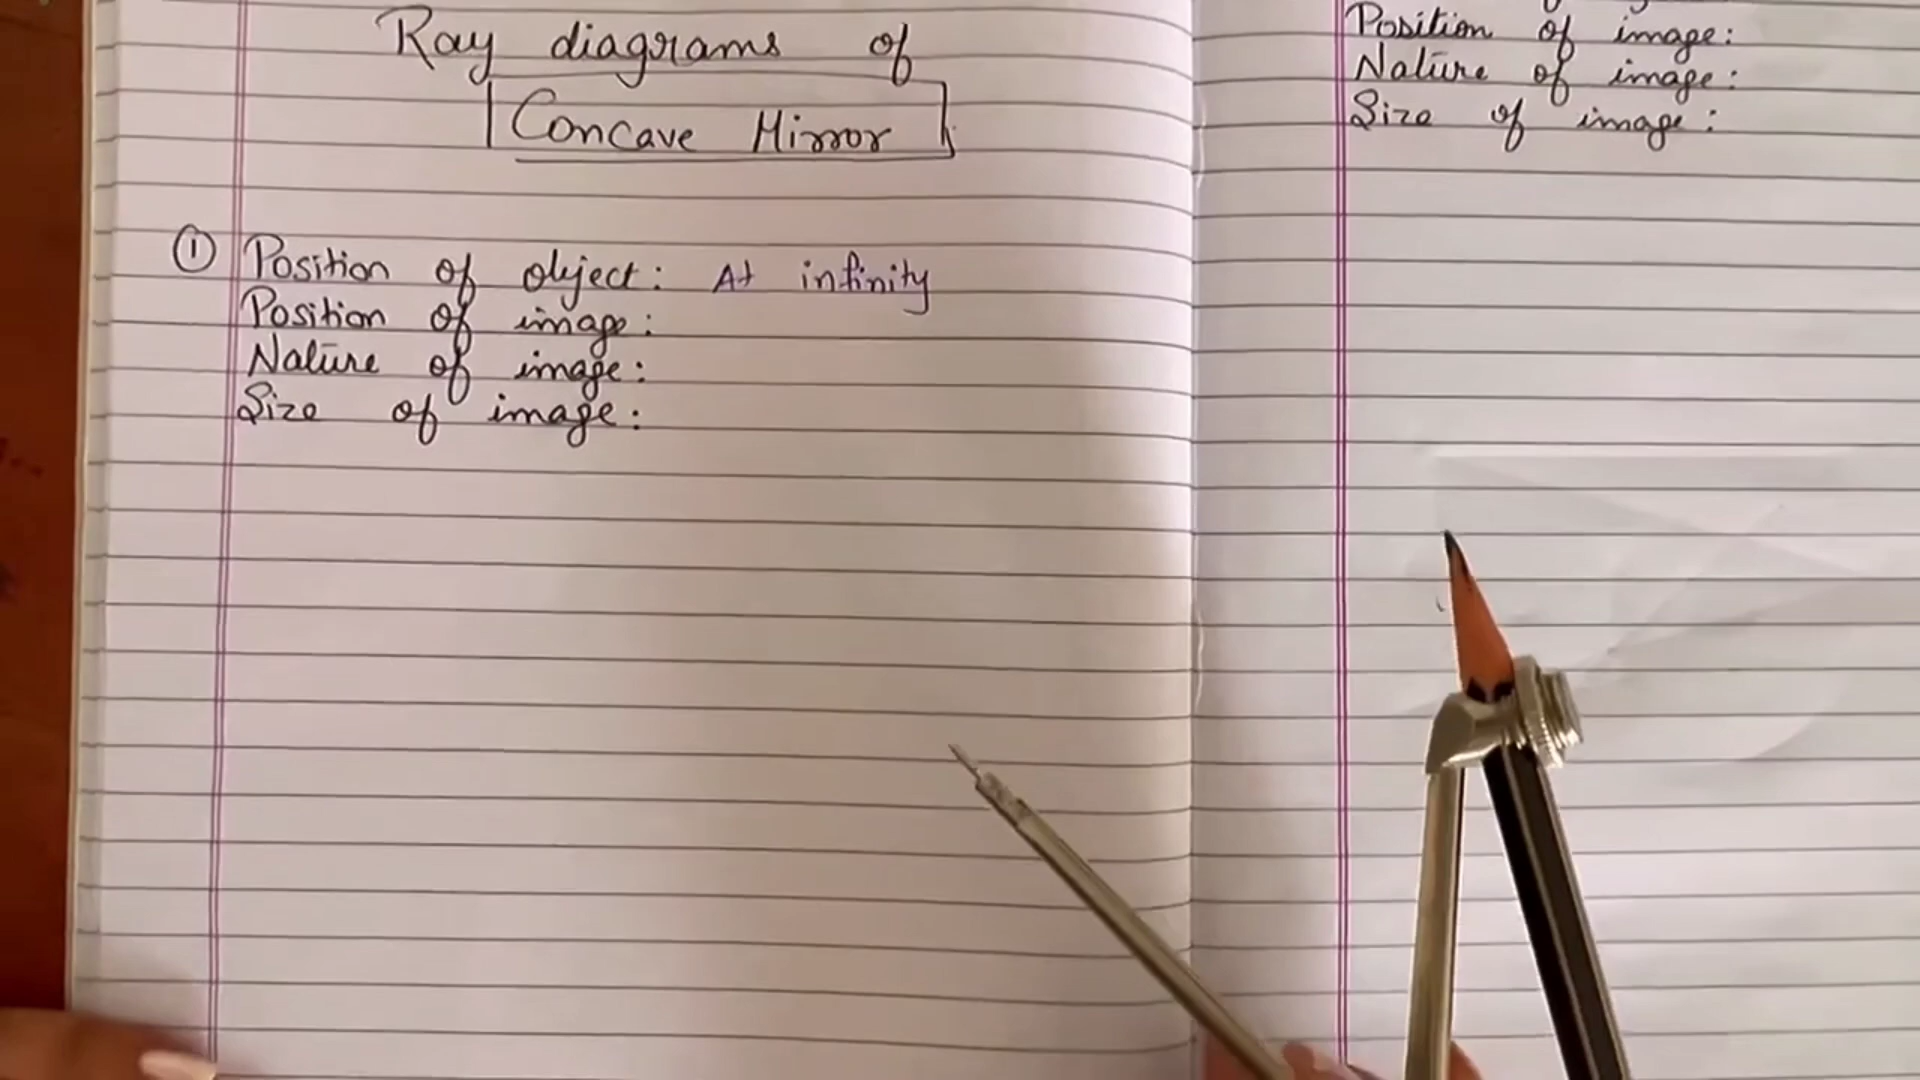 Ray diagrams of
Concave Mirror
① Position of object: At infinity
Position of image:
Nature of image:
Size of image:
Position of image:
Nature of image:
Size of image: